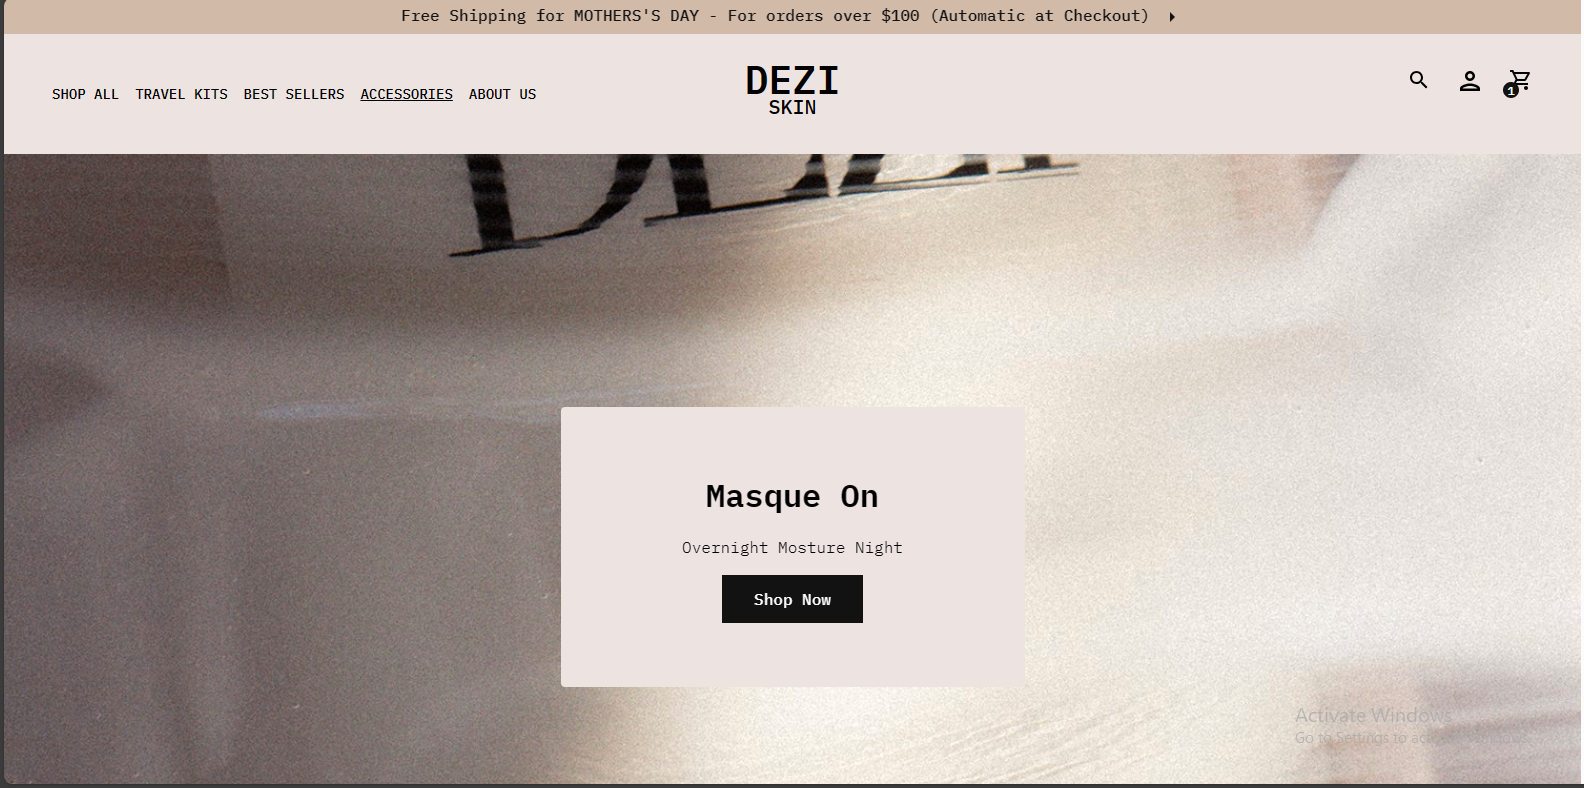 Free Shipping for MOTHERS'S DAY - For orders over $100 (Automatic at Checkout)
SHOP ALL TRAVEL KITS BEST SELLERS ACCESSORIES ABOUT US
DEZI
SKIN
1
DEZI
Masque On
Overnight Mosture Night
Shop Now
Activate Windows
Go to Settings to